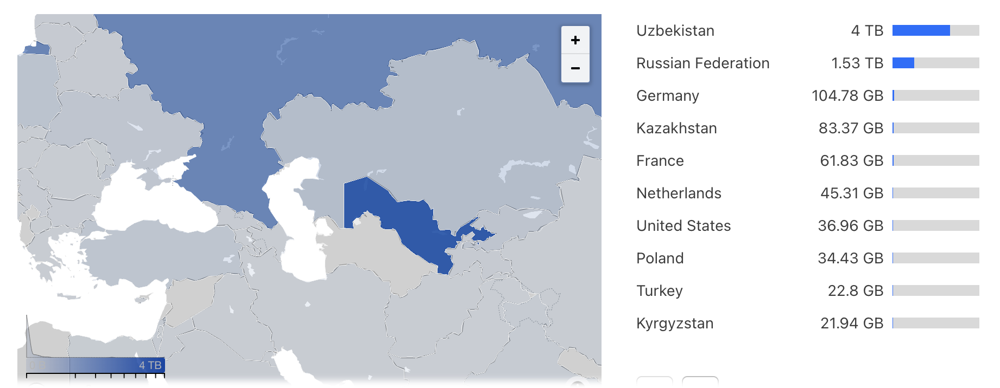 +
−
Uzbekistan 4 TB
Russian Federation 1.53 TB
Germany 104.78 GB
Kazakhstan 83.37 GB
France 61.83 GB
Netherlands 45.31 GB
United States 36.96 GB
Poland 34.43 GB
Turkey 22.8 GB
Kyrgyzstan 21.94 GB
4 TB